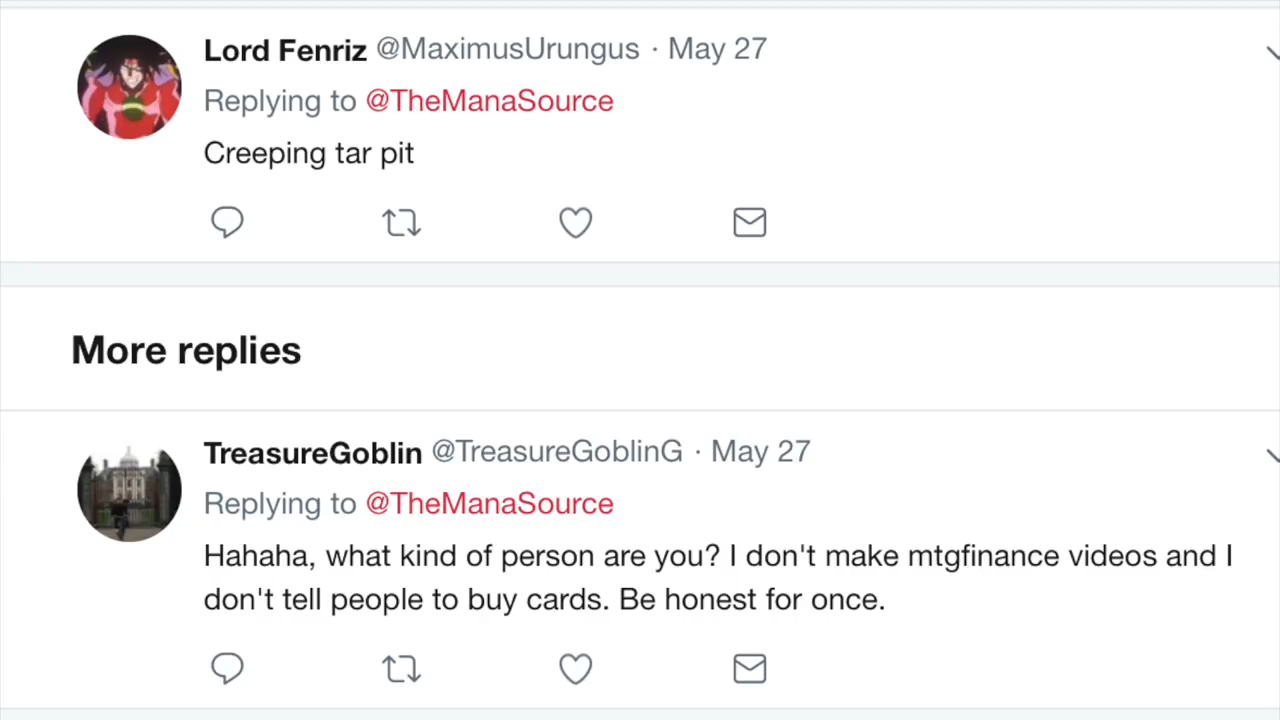 Lord Fenriz @MaximusUrungus · May 27
Replying to @TheManaSource
Creeping tar pit
More replies
TreasureGoblin @TreasureGoblinG · May 27
Replying to @TheManaSource
Hahaha, what kind of person are you? I don't make mtgfinance videos and I
don't tell people to buy cards. Be honest for once.